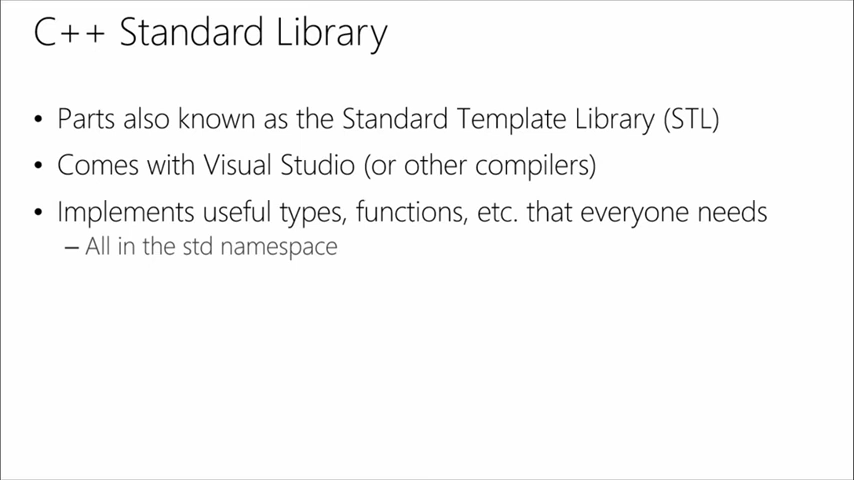 C++ Standard Library
• Parts also known as the Standard Template Library (STL)
• Comes with Visual Studio (or other compilers)
• Implements useful types, functions, etc. that everyone needs
– All in the std namespace